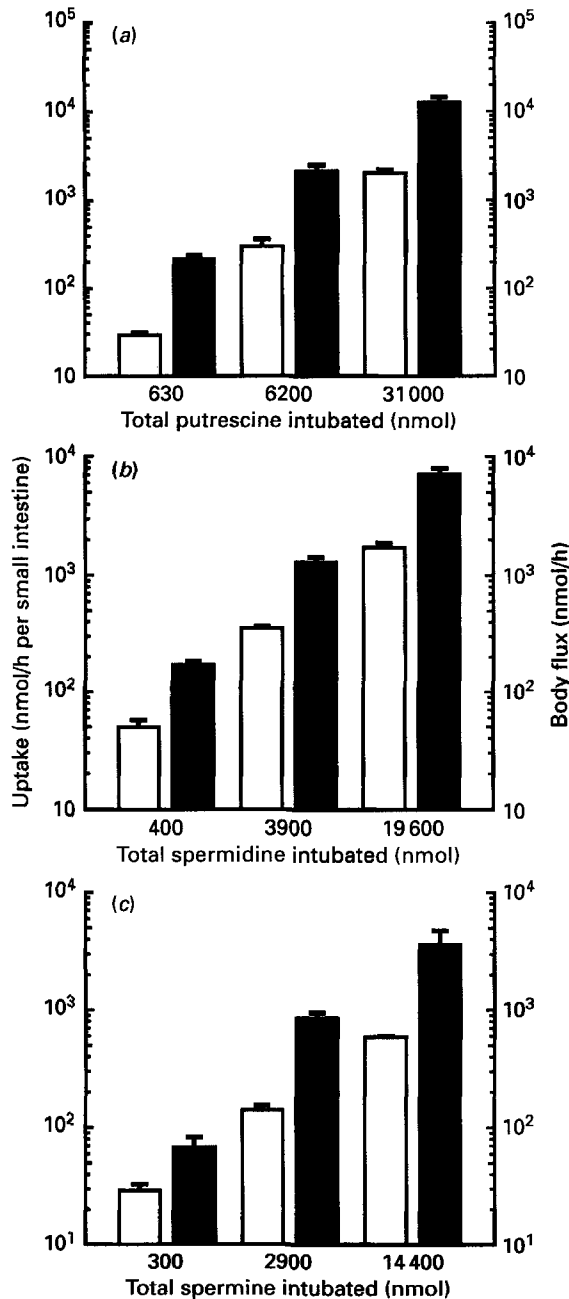 (a)
10⁵
10⁴
10³
10²
10
10⁵
10⁴
10³
10²
10
630 6200 31 000
Total putrescine intubated (nmol)
Uptake (nmol/h per small intestine)
Body flux (nmol/h)
(b)
10⁴
10³
10²
10
10⁴
10³
10²
10
400 3900 19 600
Total spermidine intubated (nmol)
(c)
10⁴
10³
10²
10¹
10⁴
10³
10²
10¹
300 2900 14 400
Total spermine intubated (nmol)